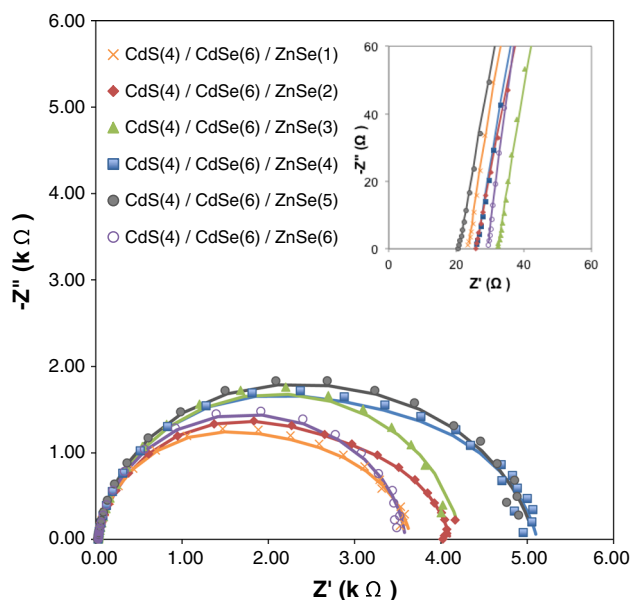 -6.00
5.00
4.00
3.00
2.00
1.00
0.00
-Z" (k Ω)
CdS(4) / CdSe(6) / ZnSe(1)
CdS(4) / CdSe(6) / ZnSe(2)
CdS(4) / CdSe(6) / ZnSe(3)
CdS(4) / CdSe(6) / ZnSe(4)
CdS(4) / CdSe(6) / ZnSe(5)
CdS(4) / CdSe(6) / ZnSe(6)
60
40
20
0
-Z" (Ω)
0 20 40 60
Z' (Ω)
0.00 1.00 2.00 3.00 4.00 5.00 6.00
Z' (k Ω)